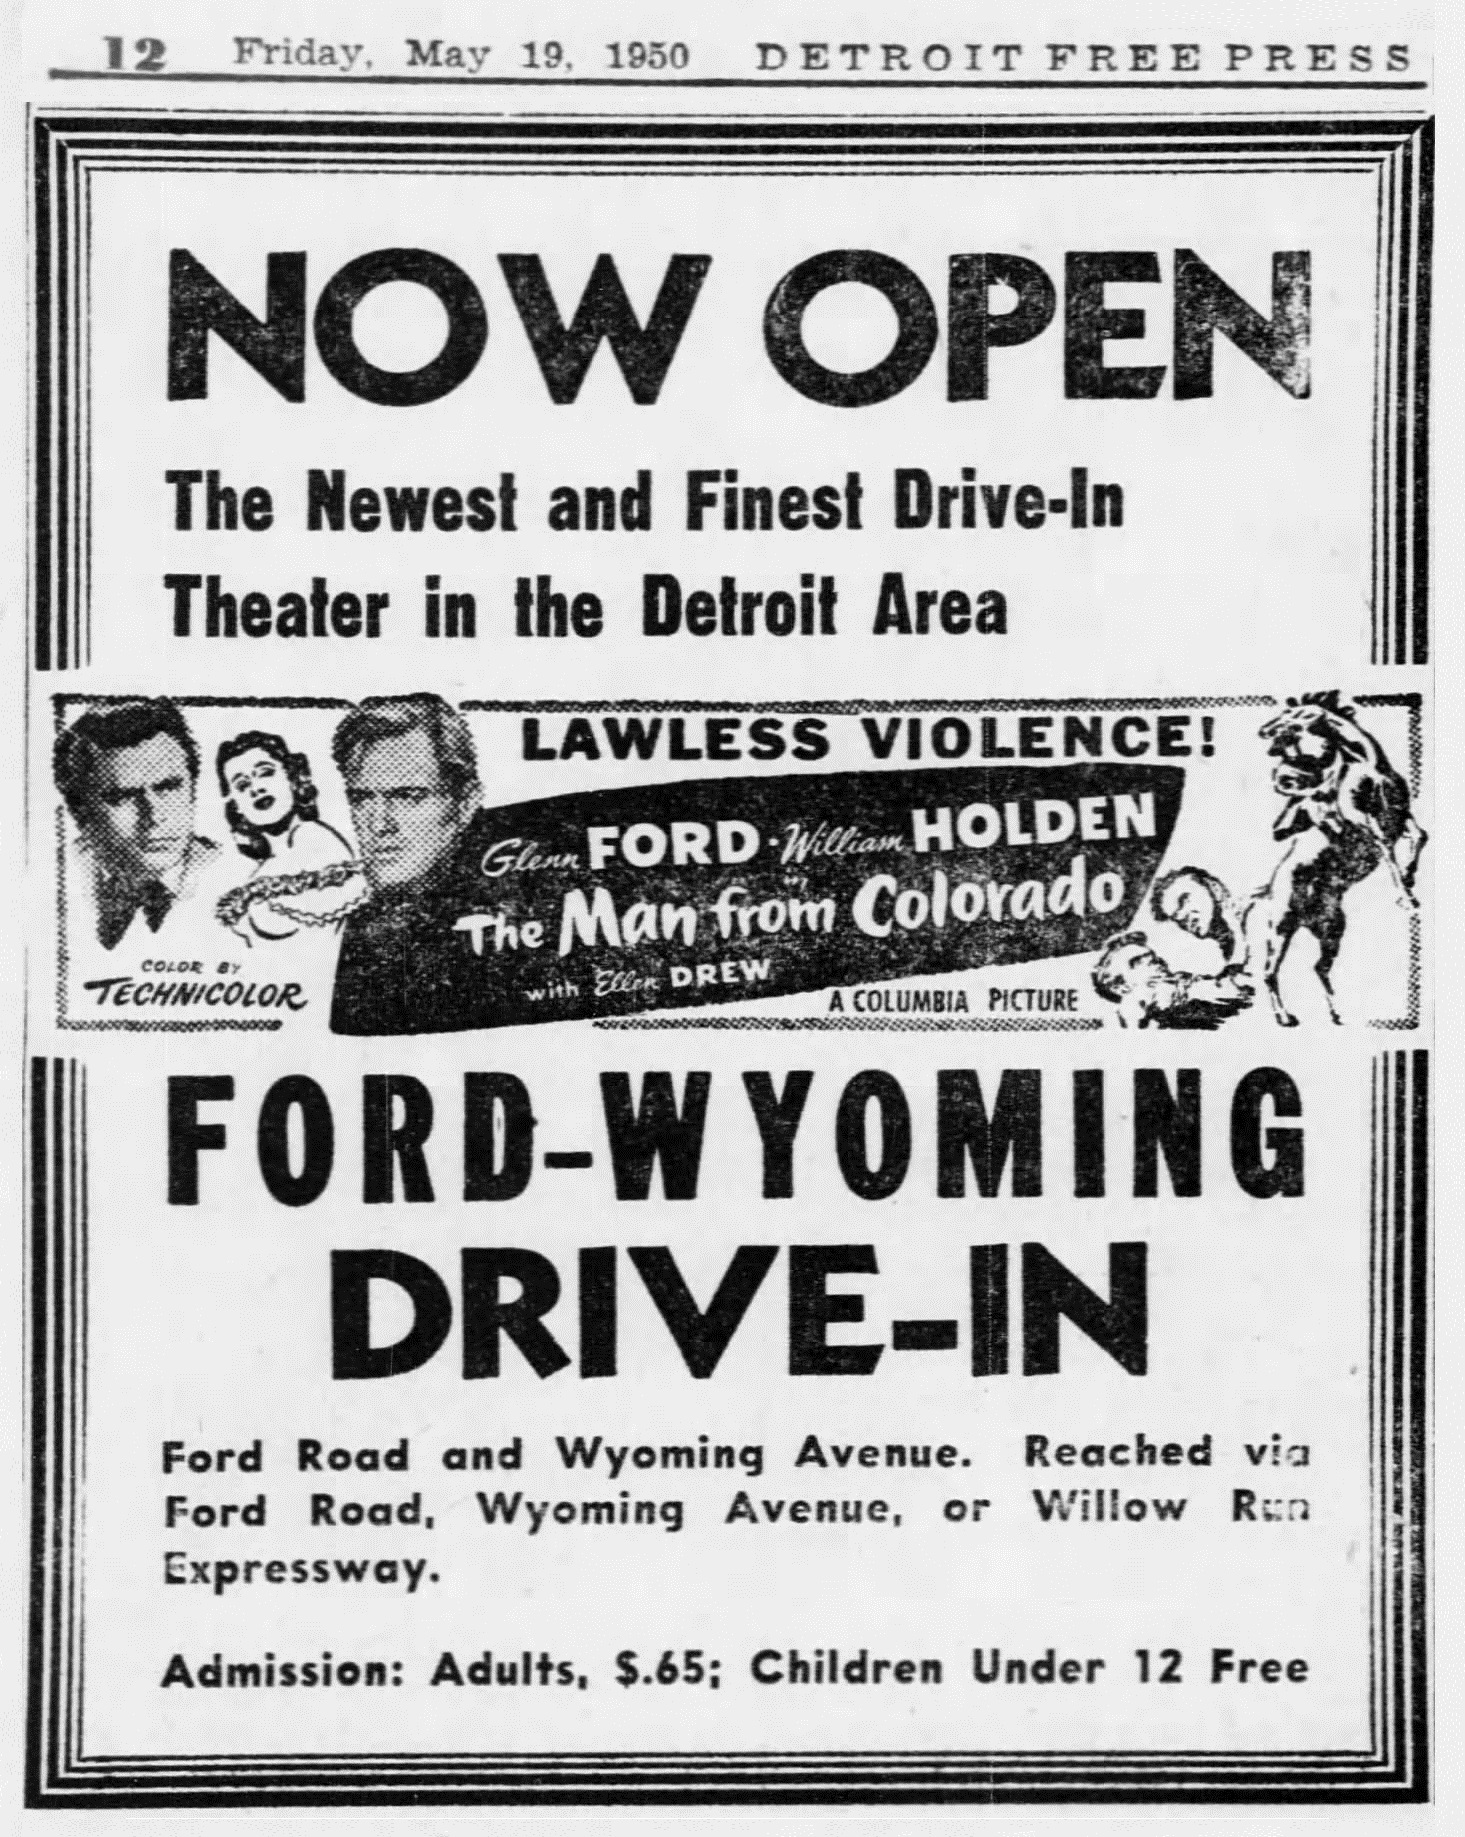 12 Friday, May 19, 1950 DETROIT FREE PRESS
NOW OPEN
The Newest and Finest Drive-In
Theater in the Detroit Area
LAWLESS VIOLENCE!
Glenn FORD · William HOLDEN
in
The Man from Colorado
with Ellen DREW
COLOR BY
TECHNICOLOR
A COLUMBIA PICTURE
FORD-WYOMING
DRIVE-IN
Ford Road and Wyoming Avenue. Reached via
Ford Road, Wyoming Avenue, or Willow Run
Expressway.
Admission: Adults, $.65; Children Under 12 Free